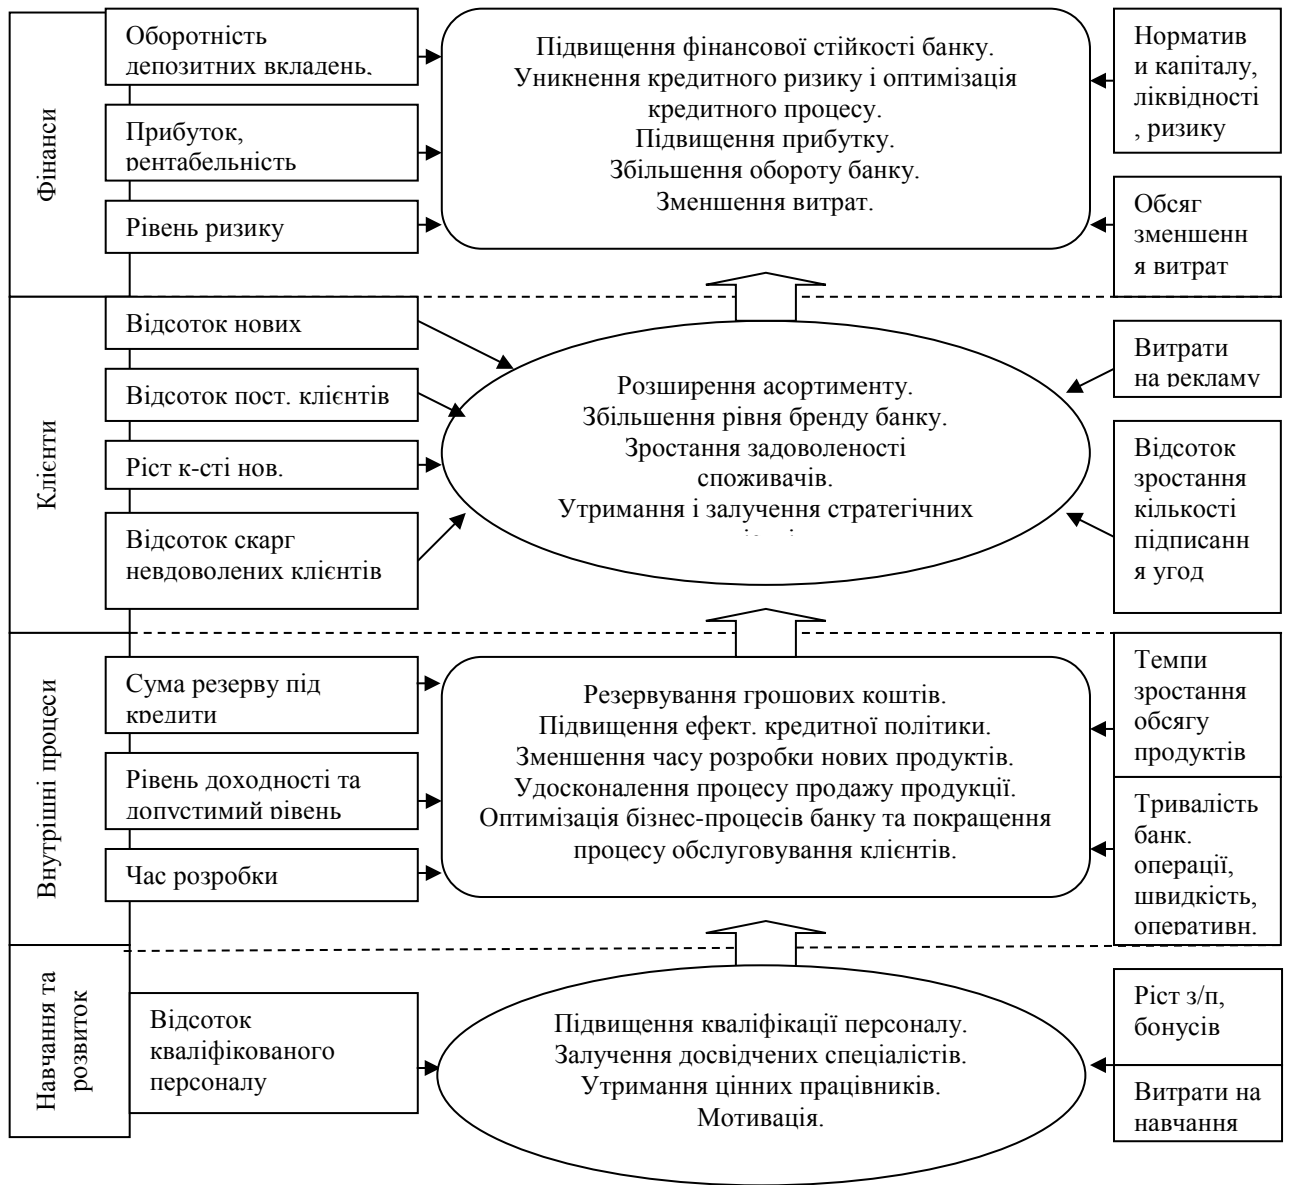 Фінанси
Оборотність
депозитних вкладень,
Прибуток,
рентабельність
Рівень ризику
Підвищення фінансової стійкості банку.
Уникнення кредитного ризику і оптимізація
кредитного процесу.
Підвищення прибутку.
Збільшення обороту банку.
Зменшення витрат.
Норматив
и капіталу,
ліквідності
, ризику
Обсяг
зменшенн
я витрат
Клієнти
Відсоток нових
Відсоток пост. клієнтів
Ріст к-сті нов.
Відсоток скарг
невдоволених клієнтів
Розширення асортименту.
Збільшення рівня бренду банку.
Зростання задоволеності
споживачів.
Утримання і залучення стратегічних
Витрати
на рекламу
Відсоток
зростання
кількості
підписанн
я угод
Внутрішні процеси
Сума резерву під
кредити
Рівень доходності та
допустимий рівень
Час розробки
Резервування грошових коштів.
Підвищення ефект. кредитної політики.
Зменшення часу розробки нових продуктів.
Удосконалення процесу продажу продукції.
Оптимізація бізнес-процесів банку та покращення
процесу обслуговування клієнтів.
Темпи
зростання
обсягу
продуктів
Тривалість
банк.
операції,
швидкість,
оперативн.
Навчання та
розвиток
Відсоток
кваліфікованого
персоналу
Підвищення кваліфікації персоналу.
Залучення досвідчених спеціалістів.
Утримання цінних працівників.
Мотивація.
Ріст з/п,
бонусів
Витрати на
навчання